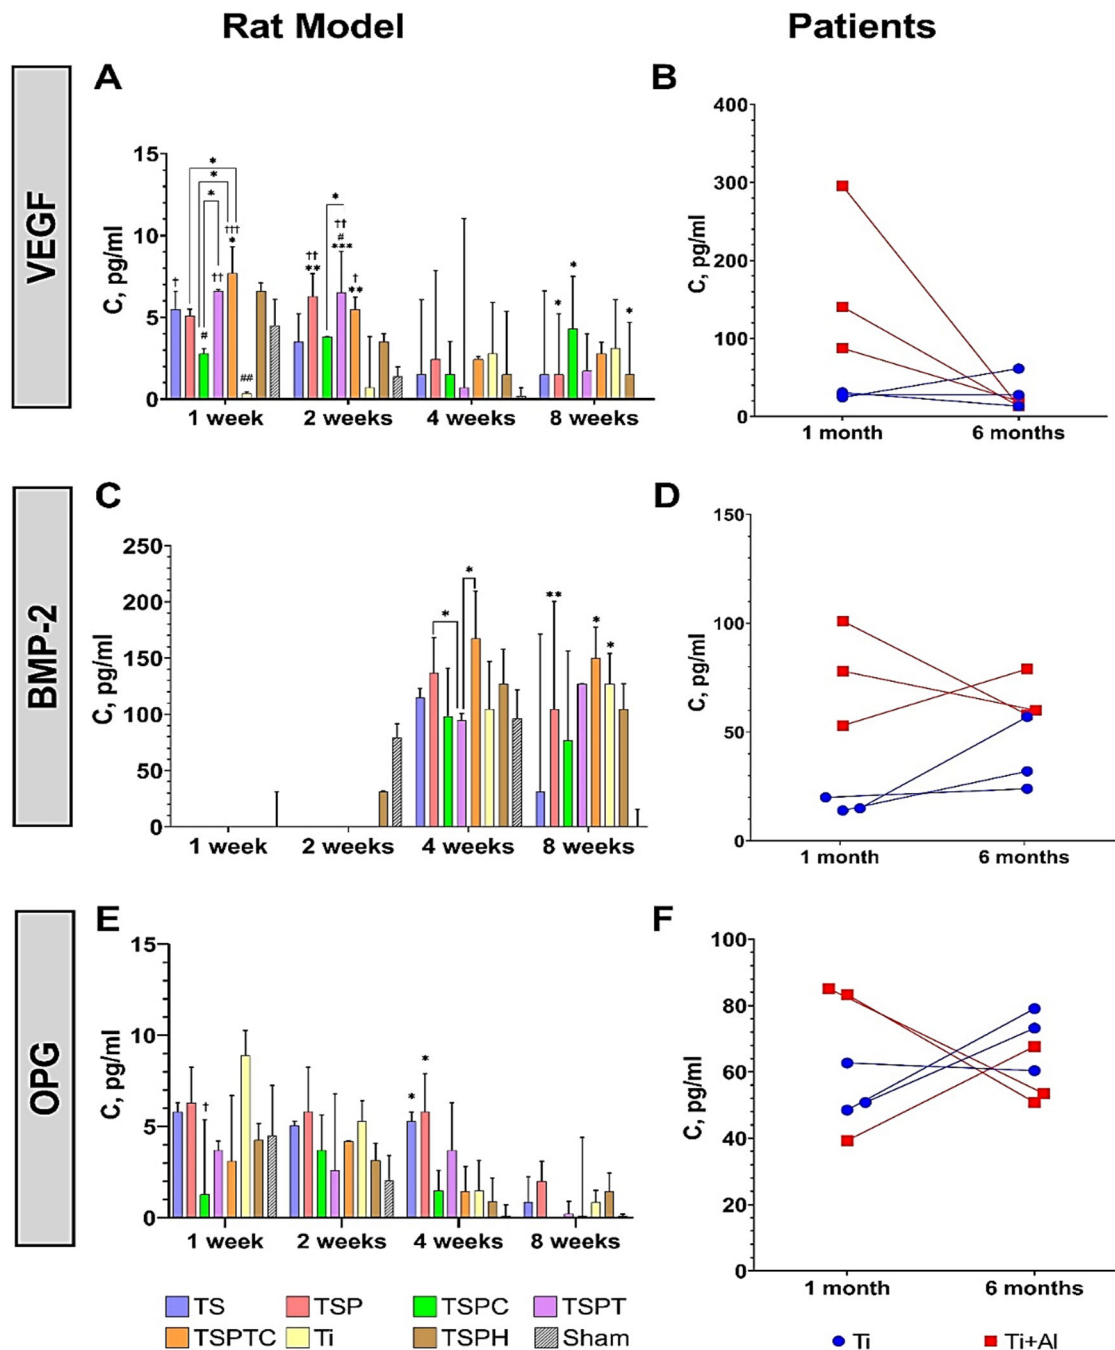 Rat Model
Patients
VEGF
A
C, pg/ml
15
10
5
0
*
*
*
†
#
††
†††
*
##
*
††
**
††
#
***
†
**
*
*
*
1 week 2 weeks 4 weeks 8 weeks
B
C, pg/ml
400
300
200
100
0
1 month 6 months
BMP-2
C
C, pg/ml
250
200
150
100
50
0
*
*
**
*
*
1 week 2 weeks 4 weeks 8 weeks
D
C, pg/ml
150
100
50
0
1 month 6 months
OPG
E
C, pg/ml
15
10
5
0
†
*
*
1 week 2 weeks 4 weeks 8 weeks
F
C, pg/ml
100
80
60
40
20
0
1 month 6 months
TS TSP TSPC TSPT
TSPTC Ti TSPH Sham
Ti Ti+Al